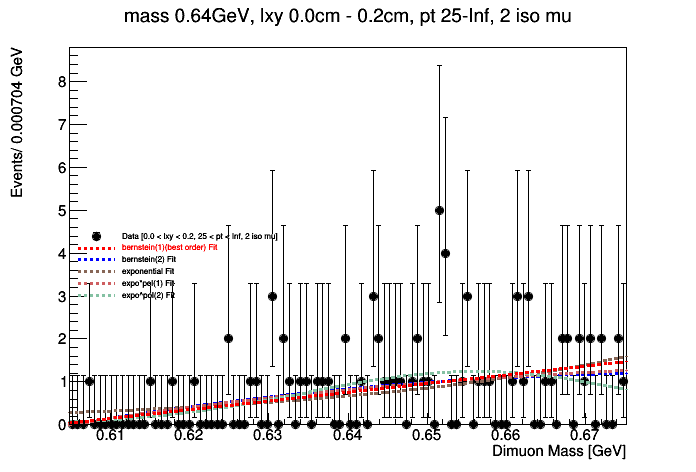 mass 0.64GeV, lxy 0.0cm - 0.2cm, pt 25-Inf, 2 iso mu
Events/ 0.000704 GeV
8
7
6
5
4
3
2
1
0
Data [0.0 < lxy < 0.2, 25 < pt < Inf, 2 iso mu]
bernstein(1)(best order) Fit
bernstein(2) Fit
exponential Fit
expo*pol(1) Fit
expo*pol(2) Fit
0.61 0.62 0.63 0.64 0.65 0.66 0.67
Dimuon Mass [GeV]